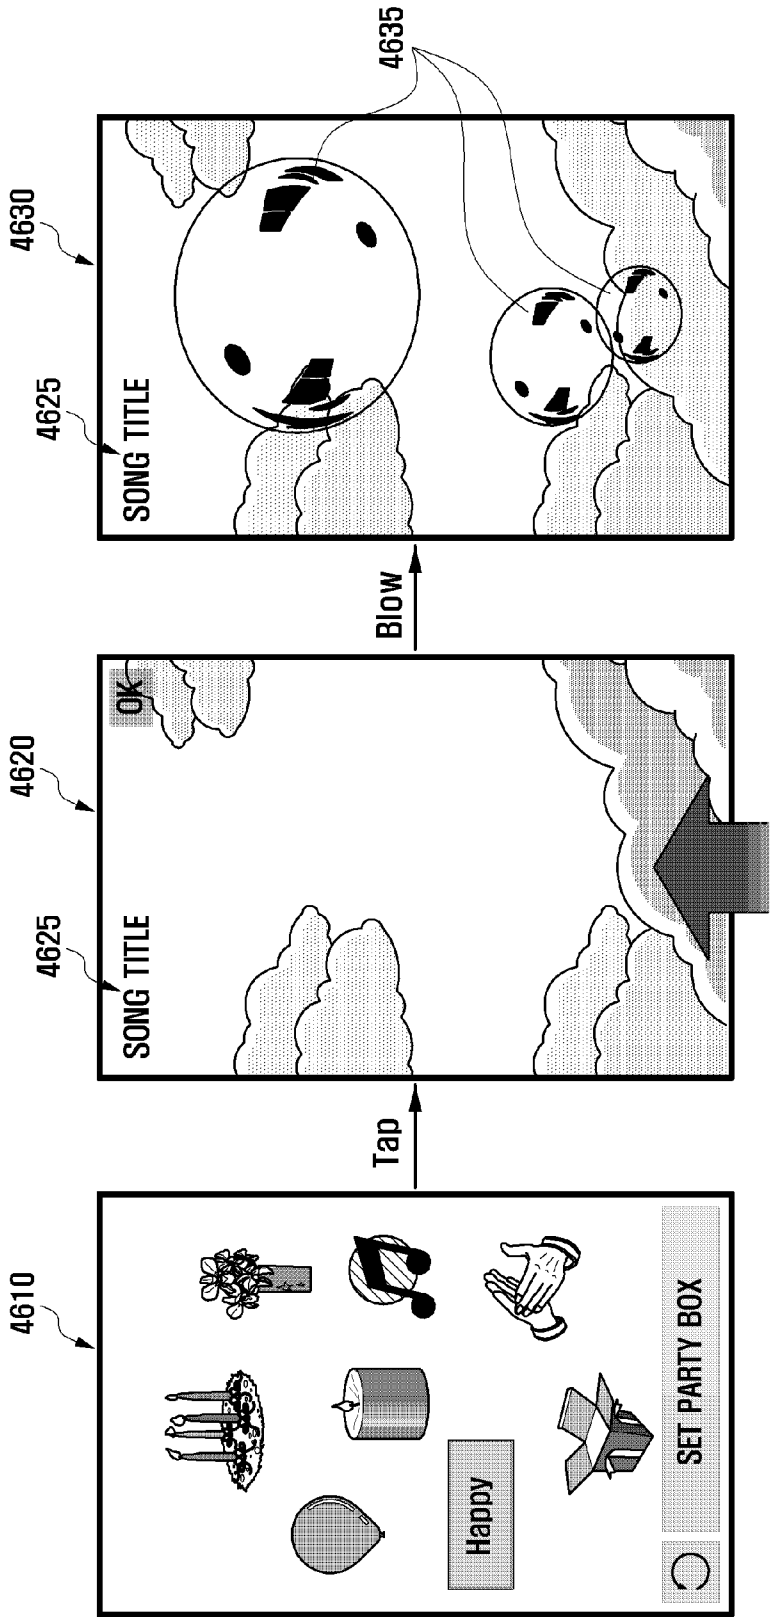 4610
Happy
SET PARTY BOX
Tap
4620
4625
SONG TITLE
OK
Blow
4630
4625
SONG TITLE
4635